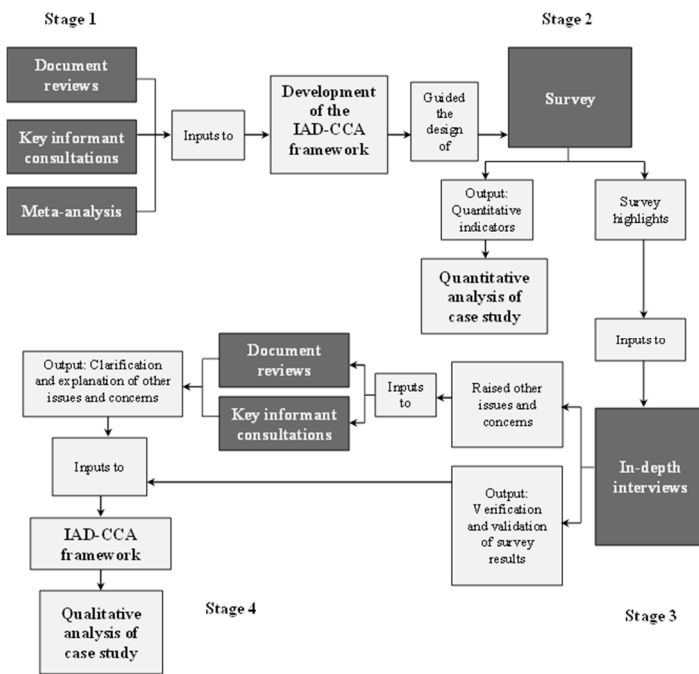 Stage 1
Stage 2
Document
reviews
Key informant
consultations
Meta-analysis
Inputs to
Development
of the
IAD-CCA
framework
Guided
the
design
of
Survey
Output:
Quantitative
indicators
Survey
highlights
Quantitative
analysis of
case study
Inputs to
In-depth
interviews
Raised other
issues and
concerns
Inputs
to
Document
reviews
Key informant
consultations
Output: Clarification
and explanation of other
issues and concerns
Output:
Verification
and validation
of survey
results
Inputs to
IAD-CCA
framework
Qualitative
analysis of
case study
Stage 4
Stage 3